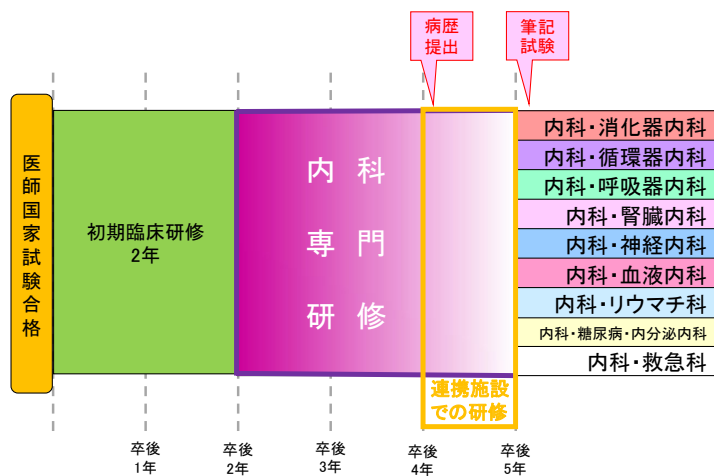 病歴
提出
筆記
試験
医師国家試験合格
初期臨床研修
2年
内 科
専 門
研 修
連携施設
での研修
内科・消化器内科
内科・循環器内科
内科・呼吸器内科
内科・腎臓内科
内科・神経内科
内科・血液内科
内科・リウマチ科
内科・糖尿病・内分泌内科
内科・救急科
卒後
1年
卒後
2年
卒後
3年
卒後
4年
卒後
5年